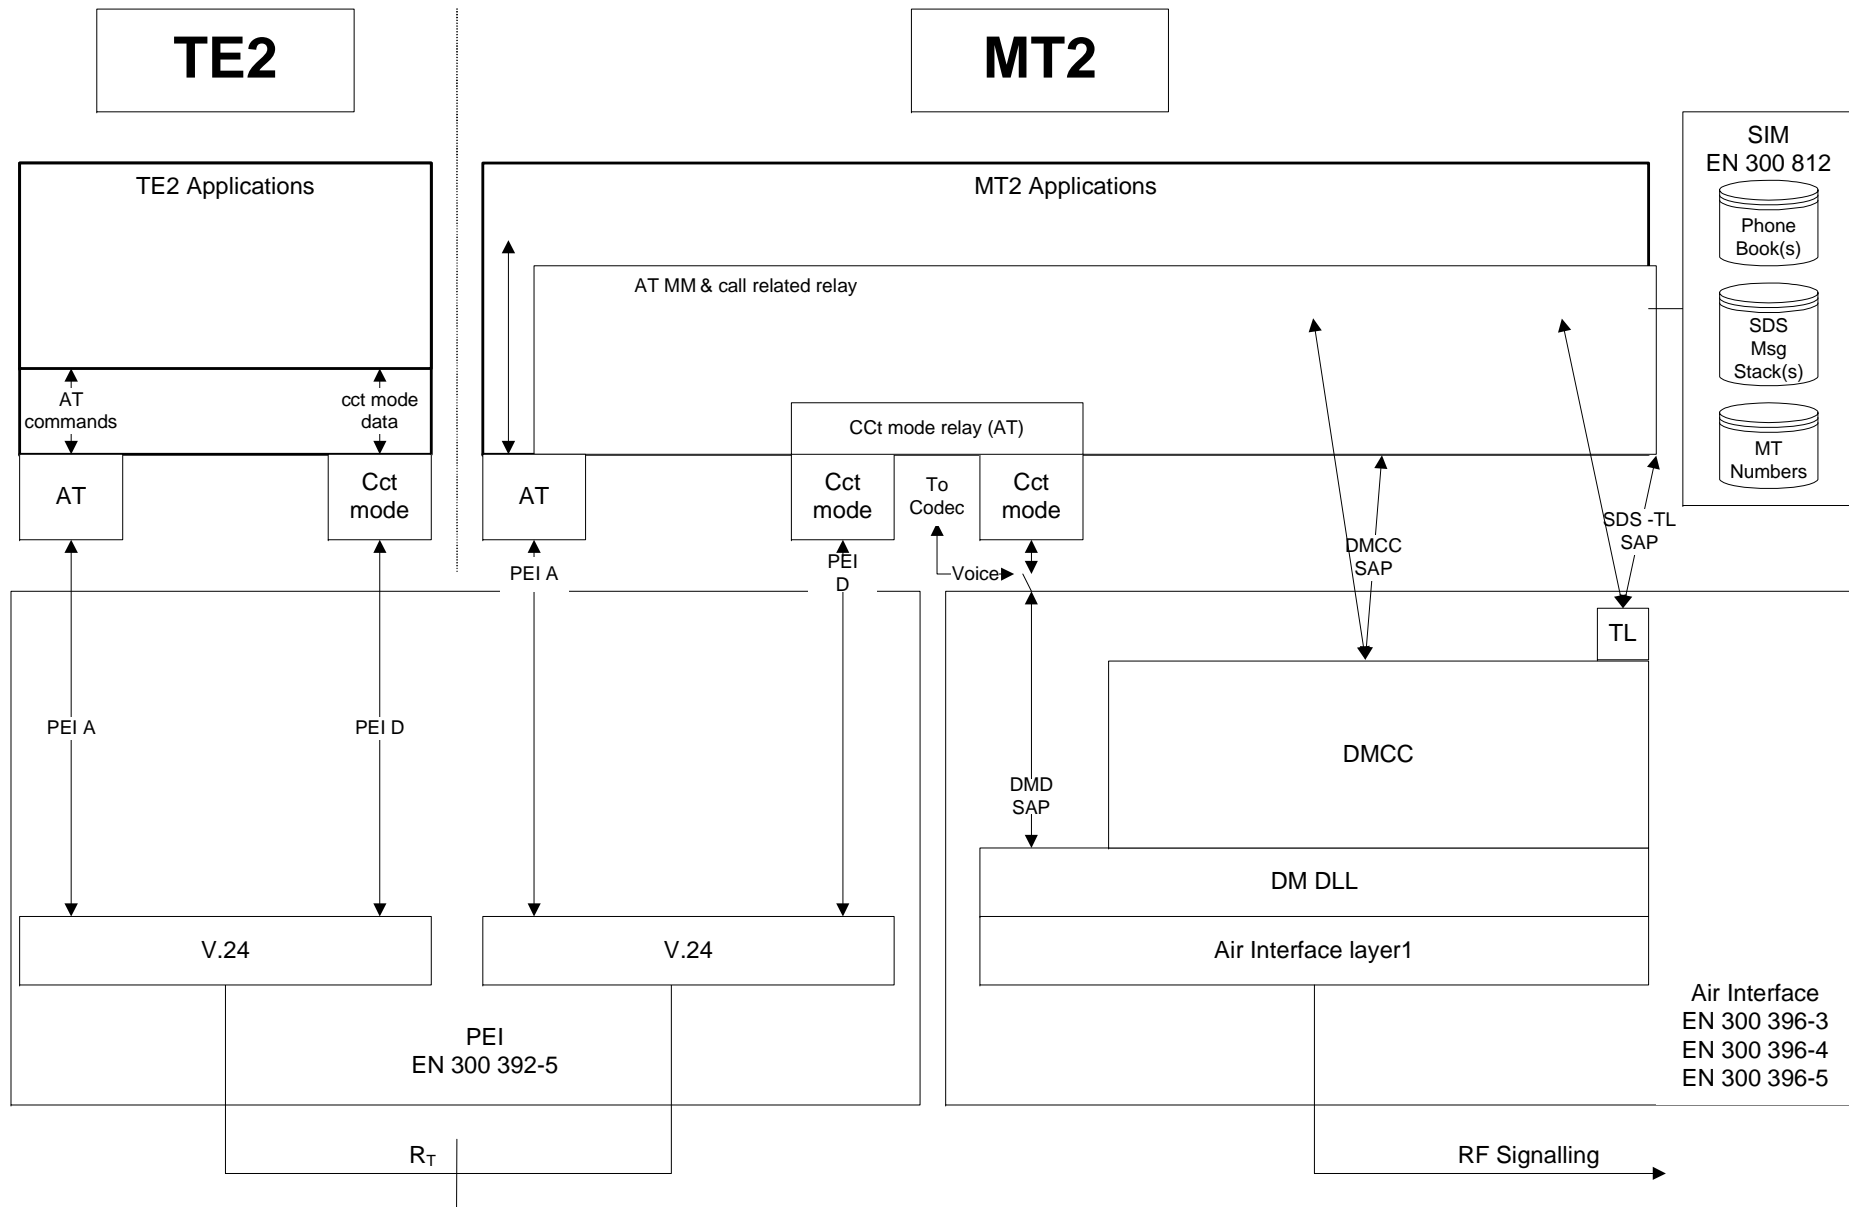 TE2
MT2
SIM
EN 300 812
Phone
Book(s)
SDS
Msg
Stack(s)
MT
Numbers
TE2 Applications
MT2 Applications
AT MM & call related relay
AT
commands
cct mode
data
CCt mode relay (AT)
AT
Cct
mode
AT
Cct
mode
To
Codec
Cct
mode
SDS -TL
SAP
DMCC
SAP
PEI A
PEI
D
Voice
TL
PEI A
PEI D
DMCC
DMD
SAP
DM DLL
V.24
V.24
Air Interface layer1
PEI
EN 300 392-5
Air Interface
EN 300 396-3
EN 300 396-4
EN 300 396-5
RT
RF Signalling